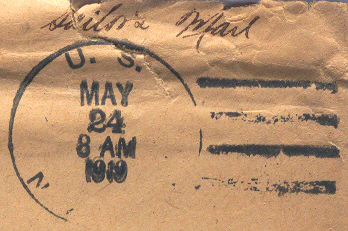 Sailor's Mail
U. S.
MAY
24
8 AM
1919
N.